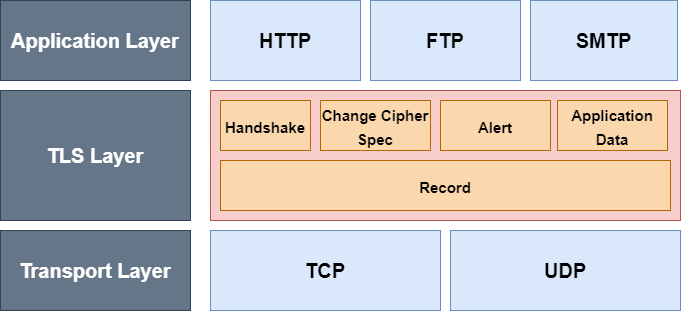 Application Layer
HTTP
FTP
SMTP
TLS Layer
Handshake
Change Cipher
Spec
Alert
Application
Data
Record
Transport Layer
TCP
UDP